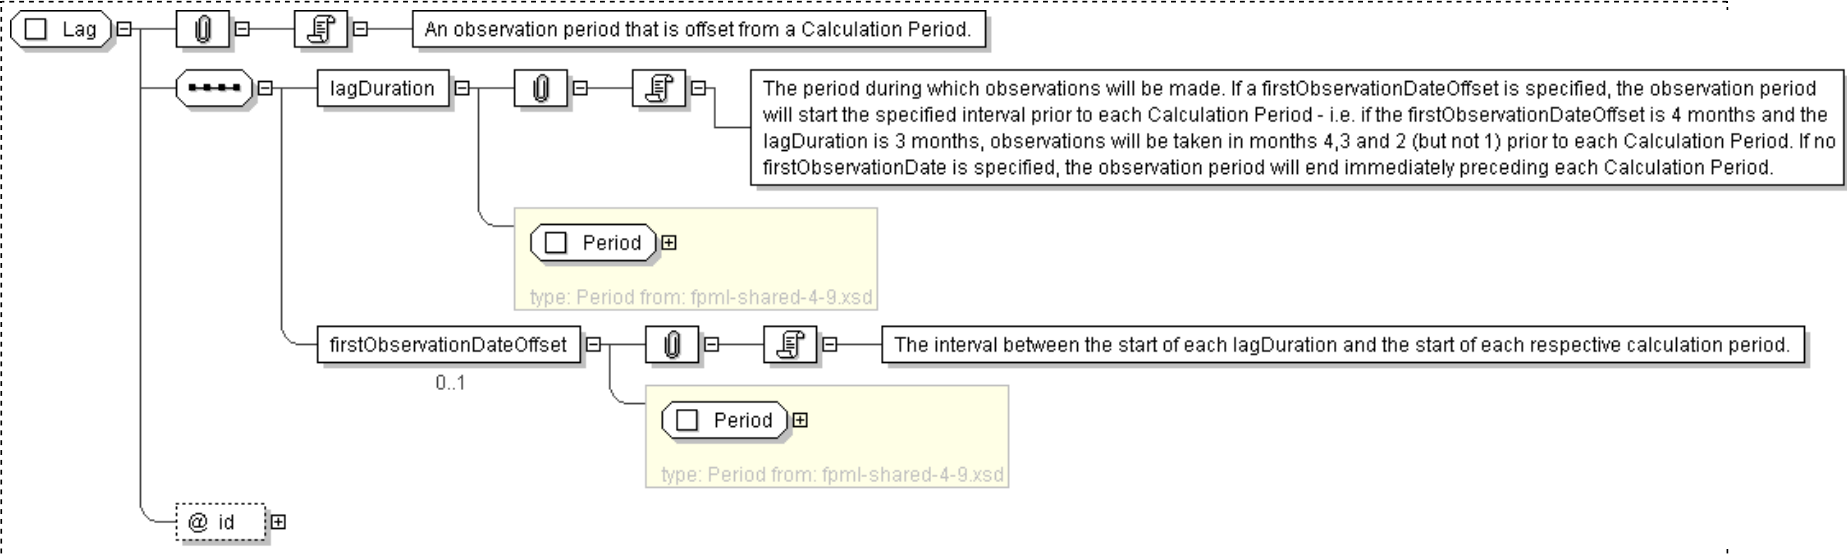 Lag
An observation period that is offset from a Calculation Period.
lagDuration
The period during which observations will be made. If a firstObservationDateOffset is specified, the observation period
will start the specified interval prior to each Calculation Period - i.e. if the firstObservationDateOffset is 4 months and the
lagDuration is 3 months, observations will be taken in months 4,3 and 2 (but not 1) prior to each Calculation Period. If no
firstObservationDate is specified, the observation period will end immediately preceding each Calculation Period.
Period
type: Period from: fpml-shared-4-9.xsd
firstObservationDateOffset
The interval between the start of each lagDuration and the start of each respective calculation period.
0..1
Period
type: Period from: fpml-shared-4-9.xsd
@ id